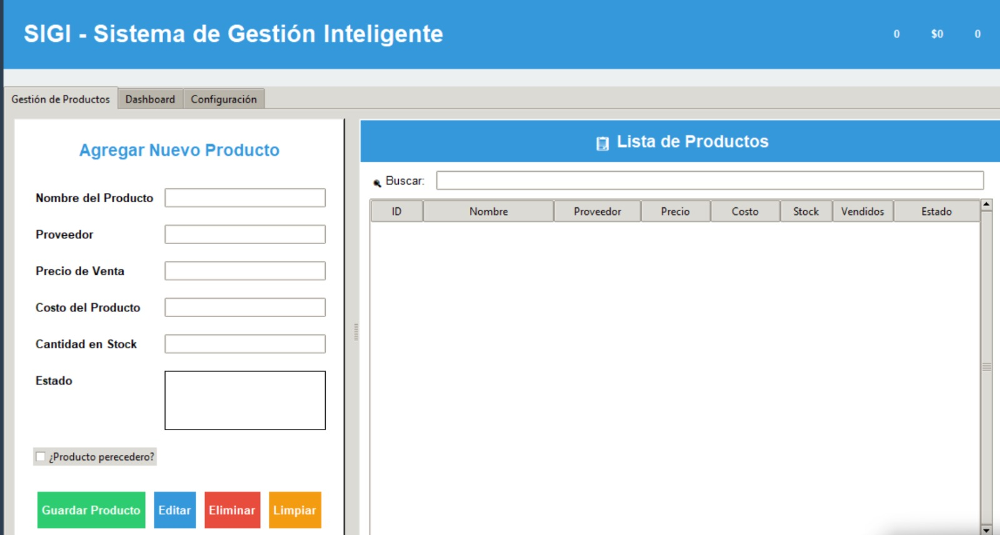 SIGI - Sistema de Gestión Inteligente
0 $0 0
Gestión de Productos Dashboard Configuración
Agregar Nuevo Producto
Nombre del Producto
Proveedor
Precio de Venta
Costo del Producto
Cantidad en Stock
Estado
¿Producto perecedero?
Guardar Producto Editar Eliminar Limpiar
Lista de Productos
Buscar:
ID Nombre Proveedor Precio Costo Stock Vendidos Estado